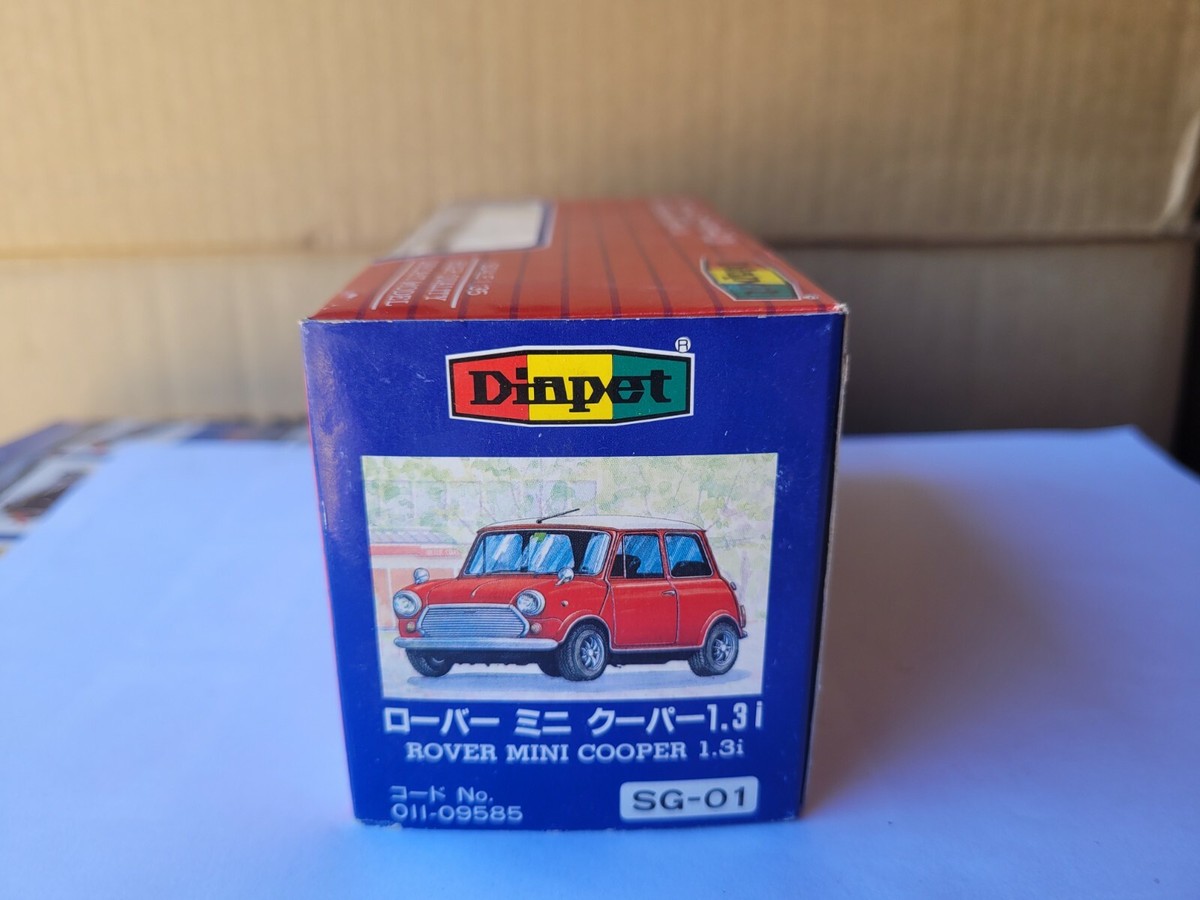 Diapet
®
Diapet
ローバー ミニ クーパー1.3i
ROVER MINI COOPER 1.3i
コード No.
011-09585
SG-01